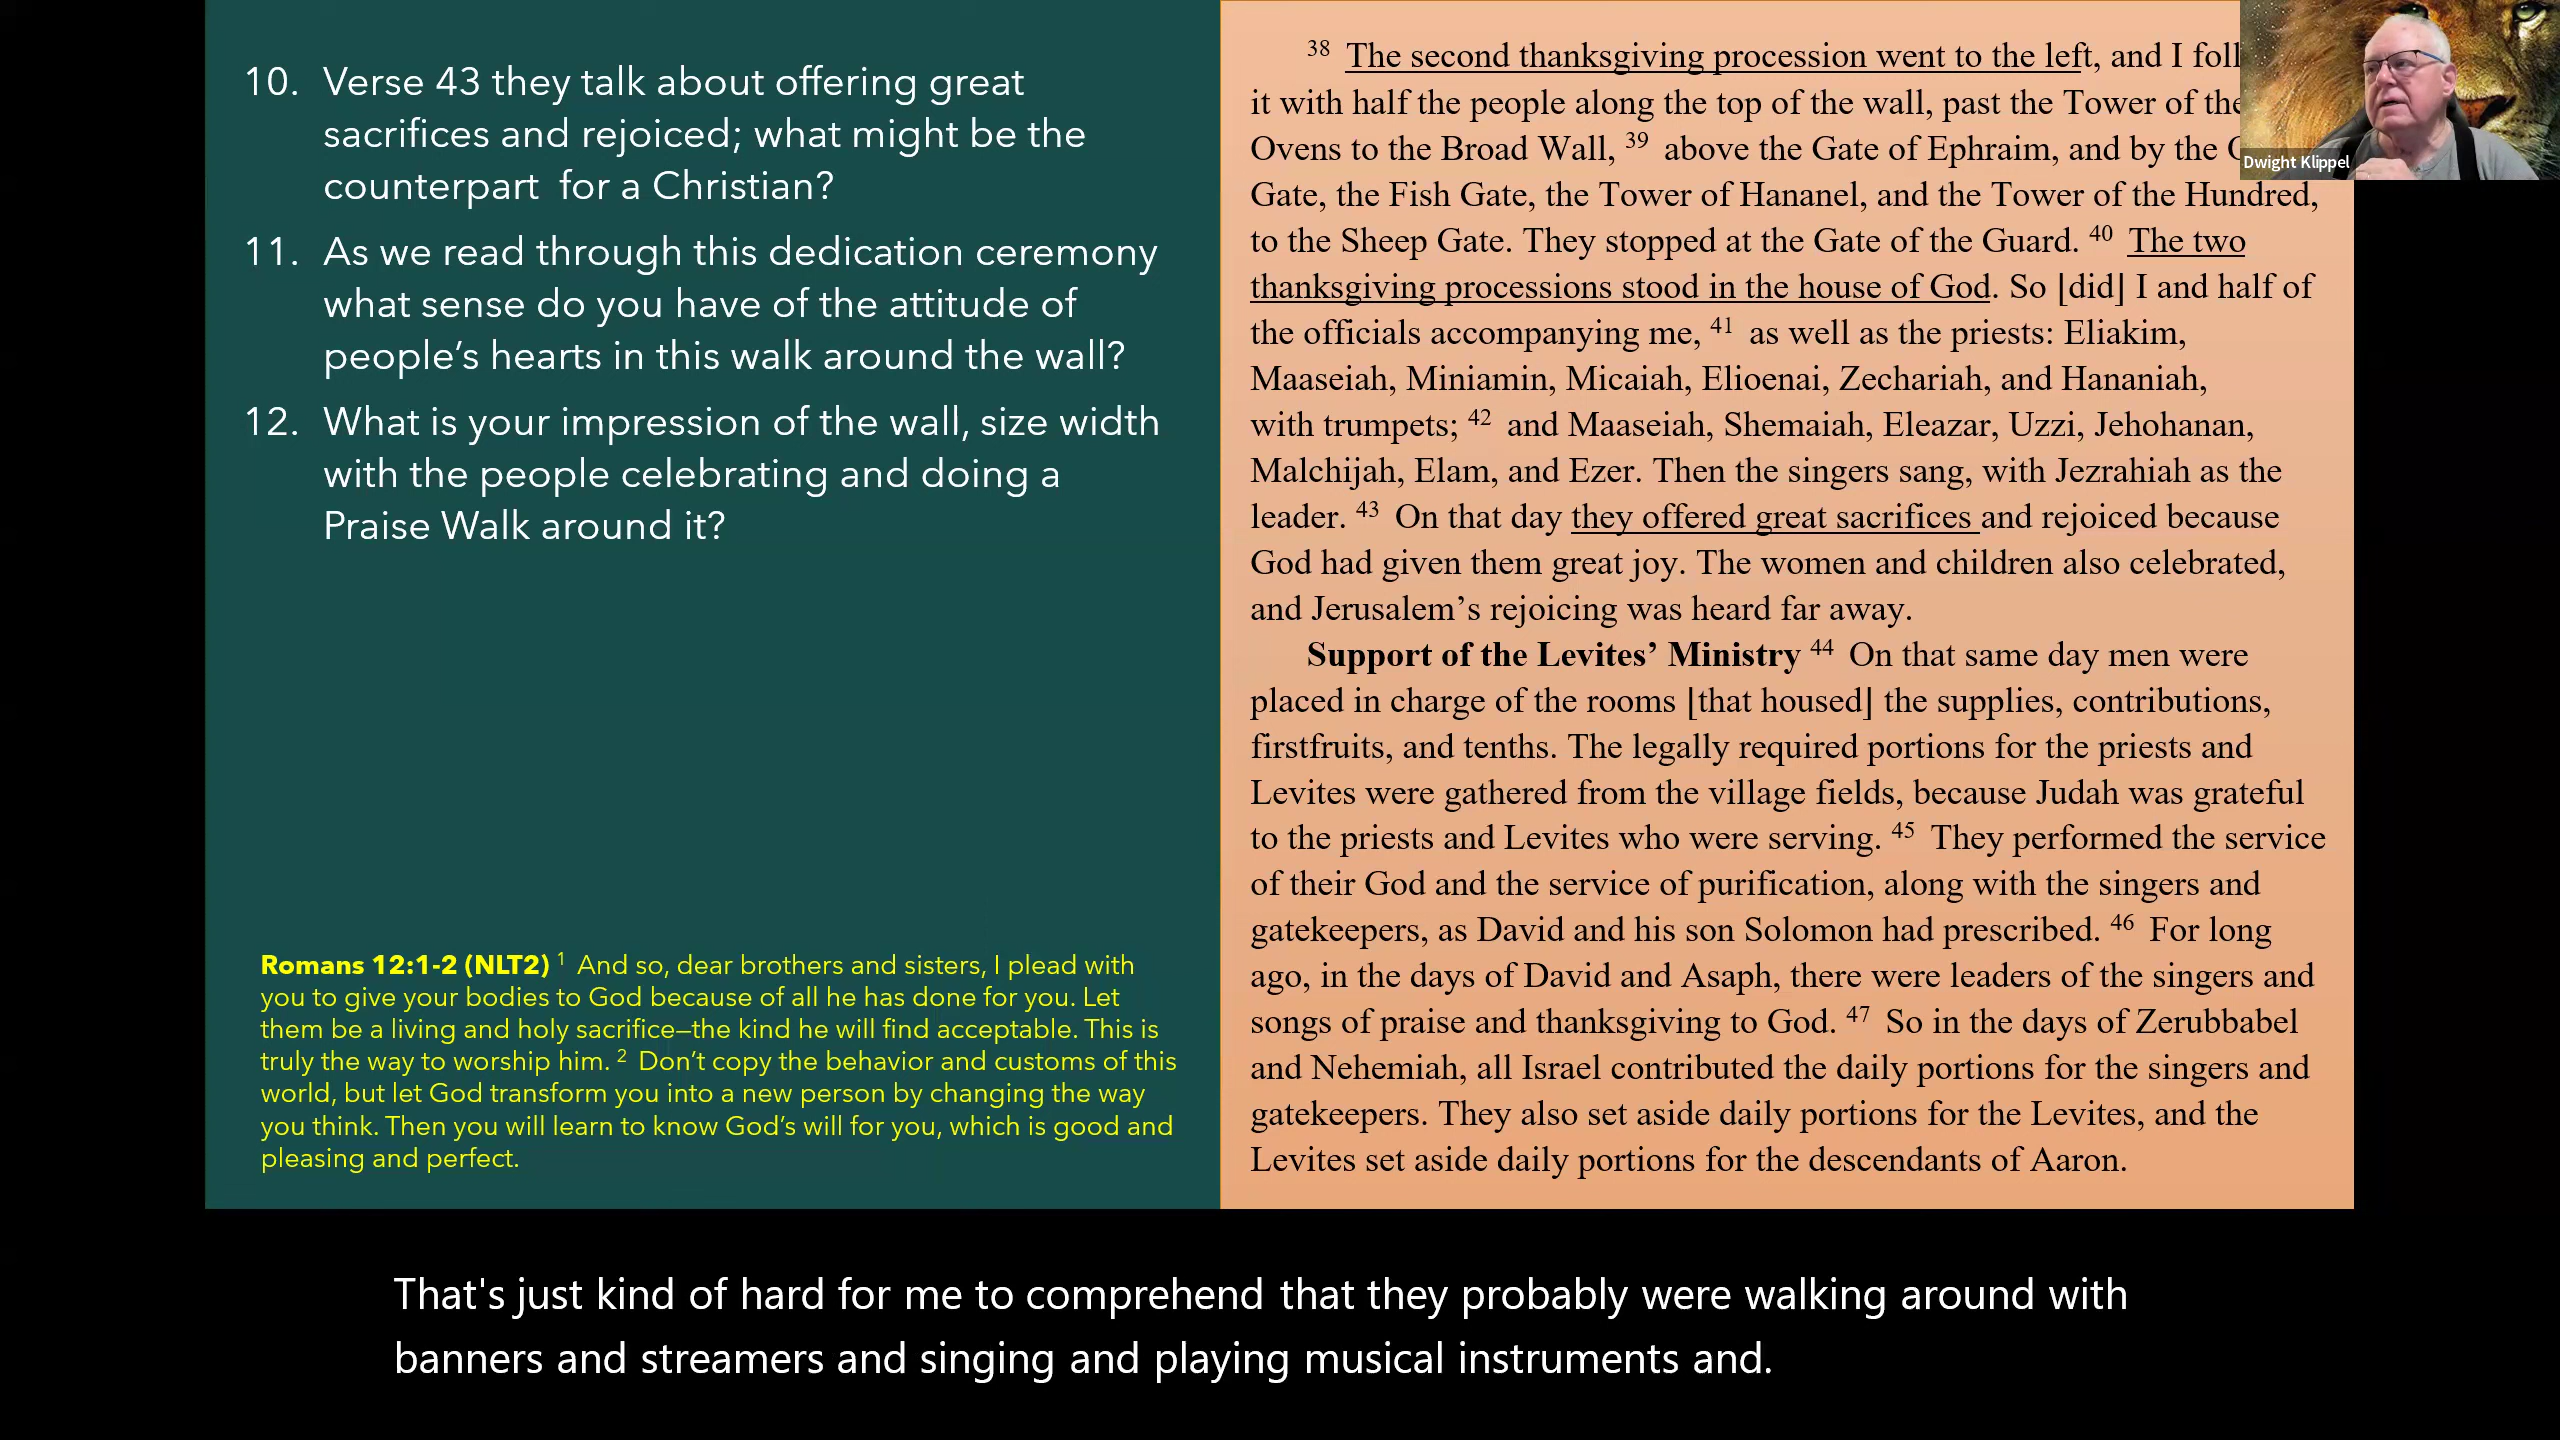 10. Verse 43 they talk about offering great
sacrifices and rejoiced; what might be the
counterpart for a Christian?
11. As we read through this dedication ceremony
what sense do you have of the attitude of
people’s hearts in this walk around the wall?
12. What is your impression of the wall, size width
with the people celebrating and doing a
Praise Walk around it?
Romans 12:1-2 (NLT2) 1 And so, dear brothers and sisters, I plead with
you to give your bodies to God because of all he has done for you. Let
them be a living and holy sacrifice—the kind he will find acceptable. This is
truly the way to worship him. 2 Don’t copy the behavior and customs of this
world, but let God transform you into a new person by changing the way
you think. Then you will learn to know God’s will for you, which is good and
pleasing and perfect.
38 The second thanksgiving procession went to the left, and I
it with half the people along the top of the wall, past the Tower of the
Ovens to the Broad Wall, 39 above the Gate of Ephraim, and by the
Gate, the Fish Gate, the Tower of Hananel, and the Tower of the Hundred,
to the Sheep Gate. They stopped at the Gate of the Guard. 40 The two
thanksgiving processions stood in the house of God. So [did] I and half of
the officials accompanying me, 41 as well as the priests: Eliakim,
Maaseiah, Miniamin, Micaiah, Elioenai, Zechariah, and Hananiah,
with trumpets; 42 and Maaseiah, Shemaiah, Eleazar, Uzzi, Jehohanan,
Malchijah, Elam, and Ezer. Then the singers sang, with Jezrahiah as the
leader. 43 On that day they offered great sacrifices and rejoiced because
God had given them great joy. The women and children also celebrated,
and Jerusalem’s rejoicing was heard far away.
Support of the Levites’ Ministry 44 On that same day men were
placed in charge of the rooms [that housed] the supplies, contributions,
firstfruits, and tenths. The legally required portions for the priests and
Levites were gathered from the village fields, because Judah was grateful
to the priests and Levites who were serving. 45 They performed the service
of their God and the service of purification, along with the singers and
gatekeepers, as David and his son Solomon had prescribed. 46 For long
ago, in the days of David and Asaph, there were leaders of the singers and
songs of praise and thanksgiving to God. 47 So in the days of Zerubbabel
and Nehemiah, all Israel contributed the daily portions for the singers and
gatekeepers. They also set aside daily portions for the Levites, and the
Levites set aside daily portions for the descendants of Aaron.
Dwight Klippel
That's just kind of hard for me to comprehend that they probably were walking around with
banners and streamers and singing and playing musical instruments and.